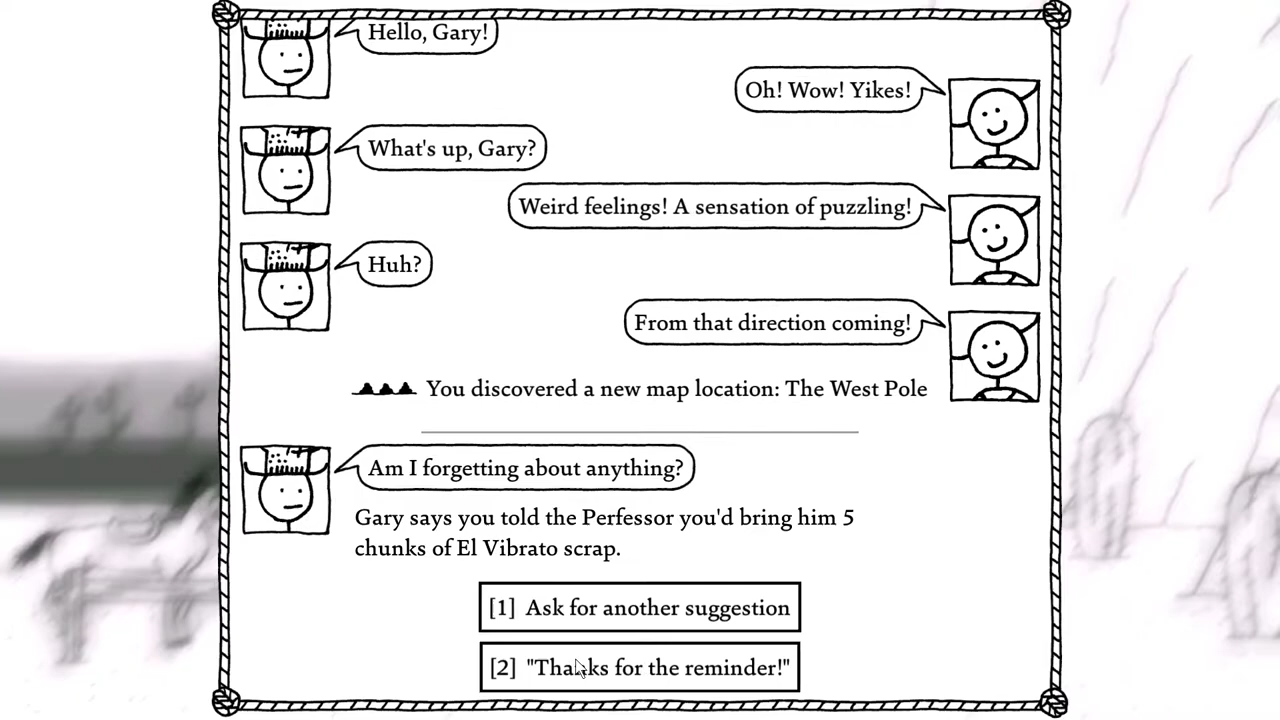 Hello, Gary!
Oh! Wow! Yikes!
What's up, Gary?
Weird feelings! A sensation of puzzling!
Huh?
From that direction coming!
You discovered a new map location: The West Pole
Am I forgetting about anything?
Gary says you told the Perfessor you'd bring him 5
chunks of El Vibrato scrap.
[1] Ask for another suggestion
[2] "Thanks for the reminder!"